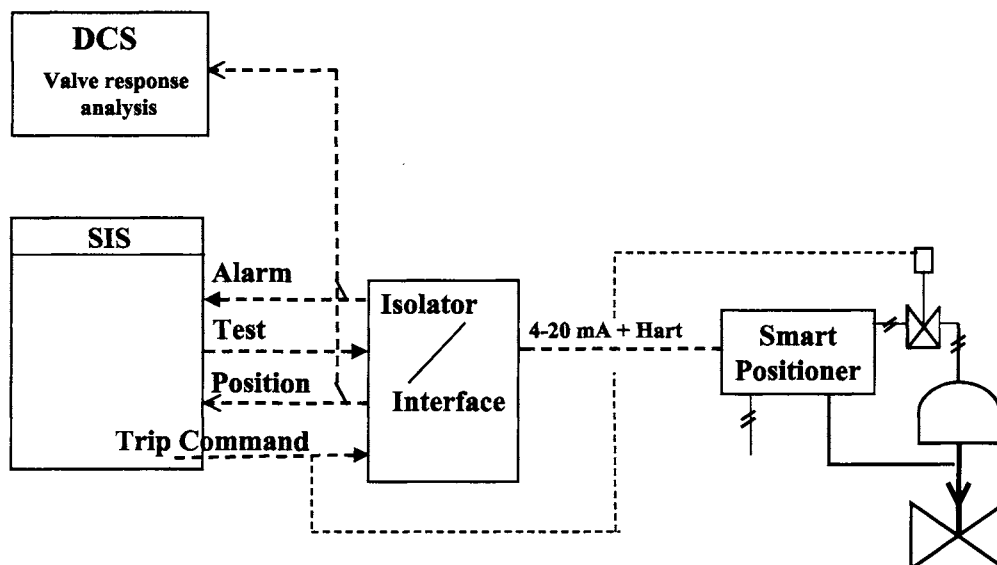 DCS
Valve response
analysis
SIS
Alarm
Test
Position
Trip Command
Isolator
Interface
4-20 mA + Hart
Smart
Positioner